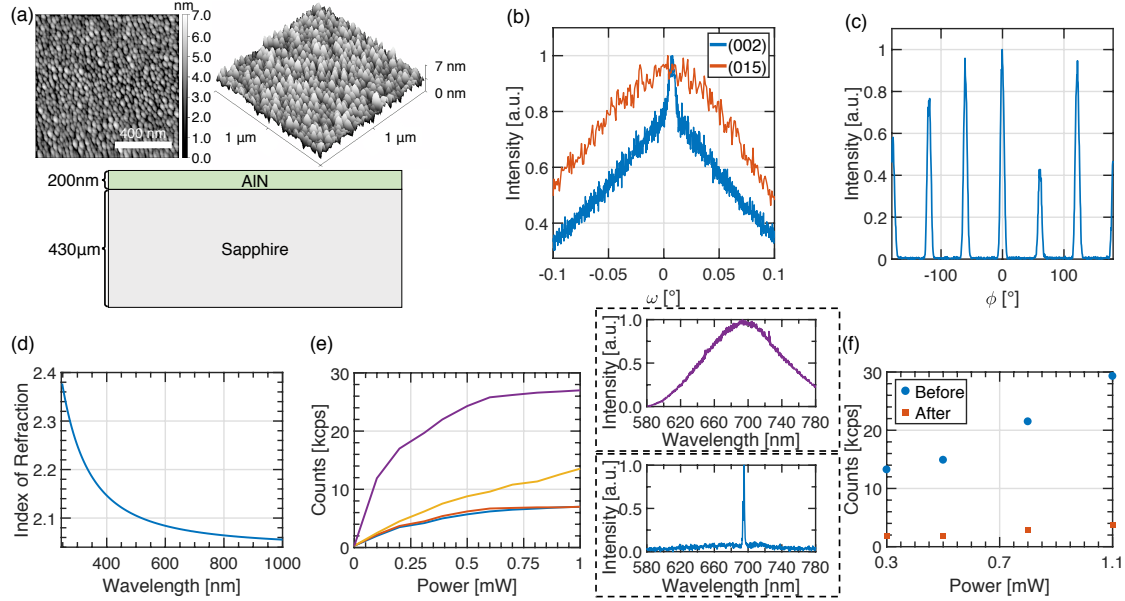 (a)
nm
7.0
6.0
5.0
4.0
3.0
2.0
1.0
0.0
400 nm
7 nm
0 nm
1 µm
1 µm
200nm
AlN
430µm
Sapphire
(b)
(002)
(015)
1
0.8
0.6
0.4
Intensity [a.u.]
-0.1
-0.05
0
0.05
0.1
ω [°]
(c)
1
0.8
0.6
0.4
0.2
0
Intensity [a.u.]
-100
0
100
ϕ [°]
(d)
2.4
2.3
2.2
2.1
Index of Refraction
400
600
800
1000
Wavelength [nm]
(e)
30
20
10
0
Counts [kcps]
0
0.25
0.5
0.75
1
Power [mW]
1.0
0.5
0.0
Intensity [a.u.]
580
620
660
700
740
780
Wavelength [nm]
1.0
0.5
0.0
Intensity [a.u.]
580
620
660
700
740
780
Wavelength [nm]
(f)
Before
After
30
20
10
0
Counts [kcps]
0.3
0.7
1.1
Power [mW]